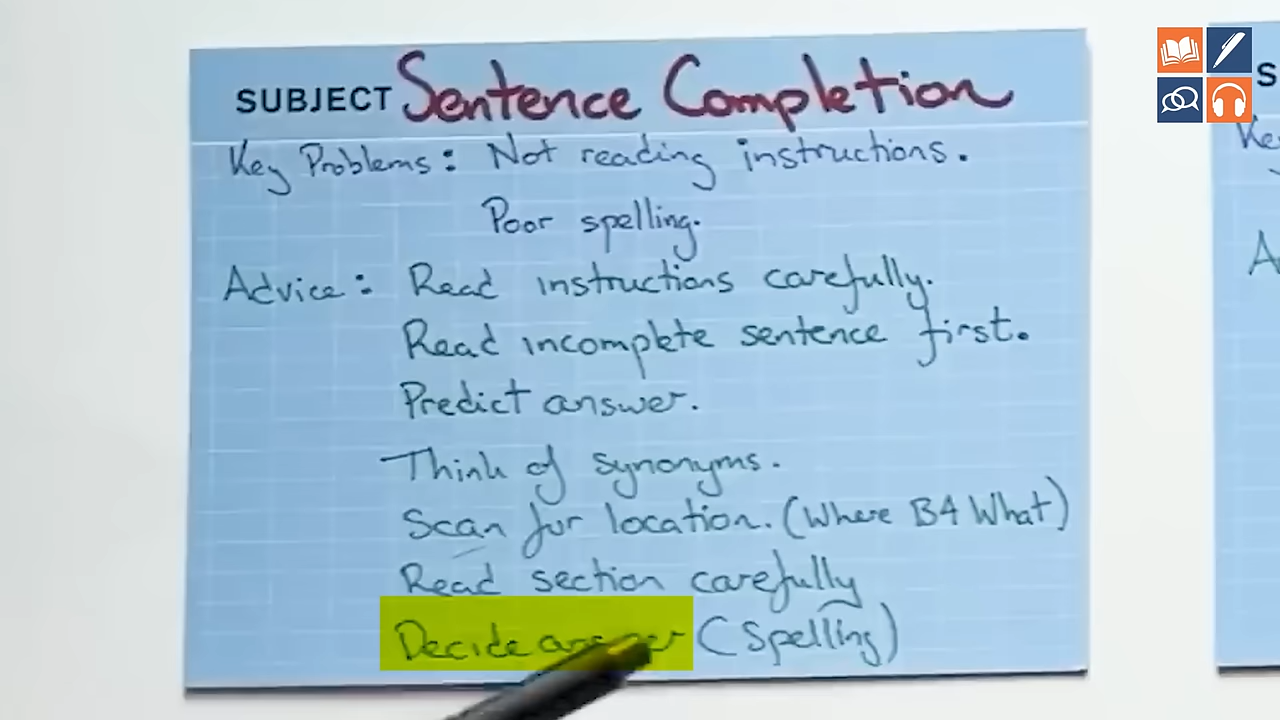 SUBJECT Sentence Completion
Key Problems: Not reading instructions.
Poor spelling.
Advice: Read instructions carefully.
Read incomplete sentence first.
Predict answer.
Think of synonyms.
Scan for location. (Where B4 What)
Read section carefully
Decide answer (Spelling)
S
Ke
A